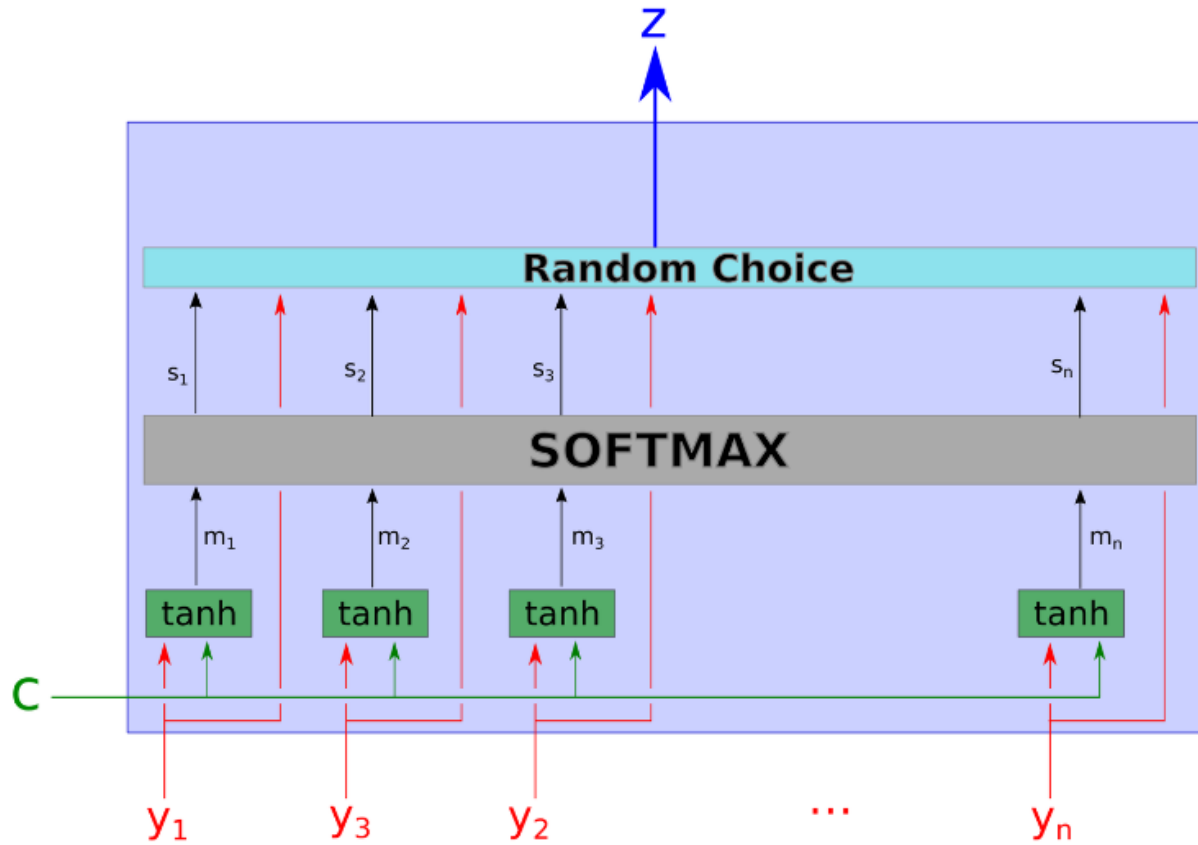 z
Random Choice
s1 s2 s3 sn
SOFTMAX
m1 m2 m3 mn
tanh tanh tanh tanh
C
y1 y3 y2 ... yn